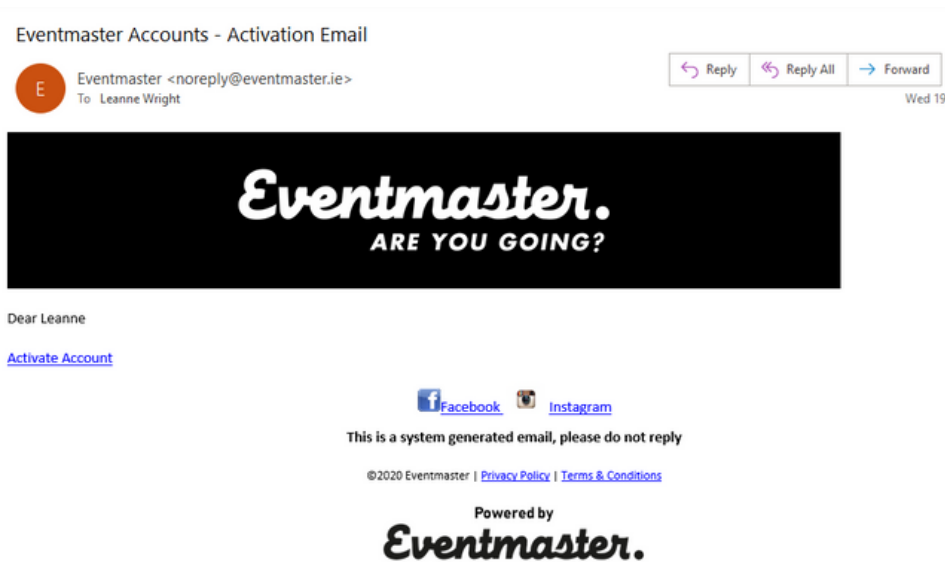 Eventmaster Accounts - Activation Email
E
Eventmaster <noreply@eventmaster.ie>
To Leanne Wright
Reply
Reply All
Forward
Wed 19
Eventmaster.
ARE YOU GOING?
Dear Leanne
Activate Account
Facebook Instagram
This is a system generated email, please do not reply
©2020 Eventmaster | Privacy Policy | Terms & Conditions
Powered by
Eventmaster.